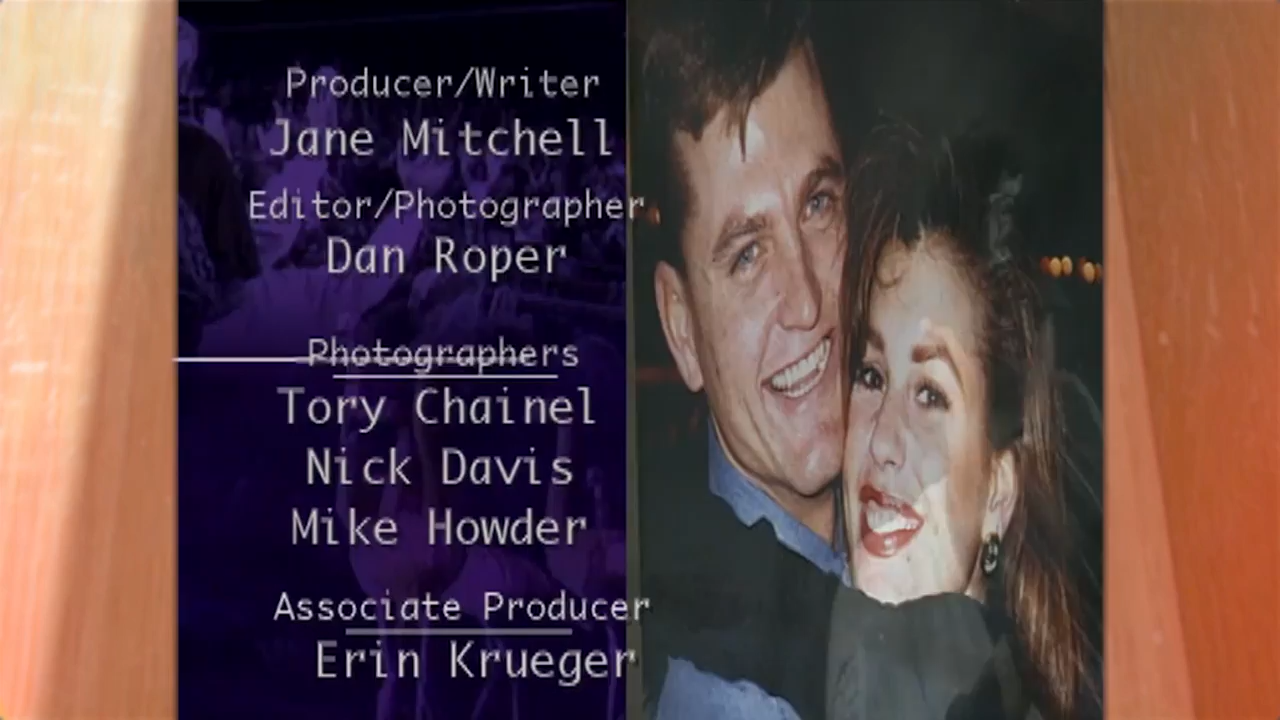 Producer/Writer
Jane Mitchell
Editor/Photographer
Dan Roper
Photographers
Tory Chainel
Nick Davis
Mike Howder
Associate Producer
Erin Krueger